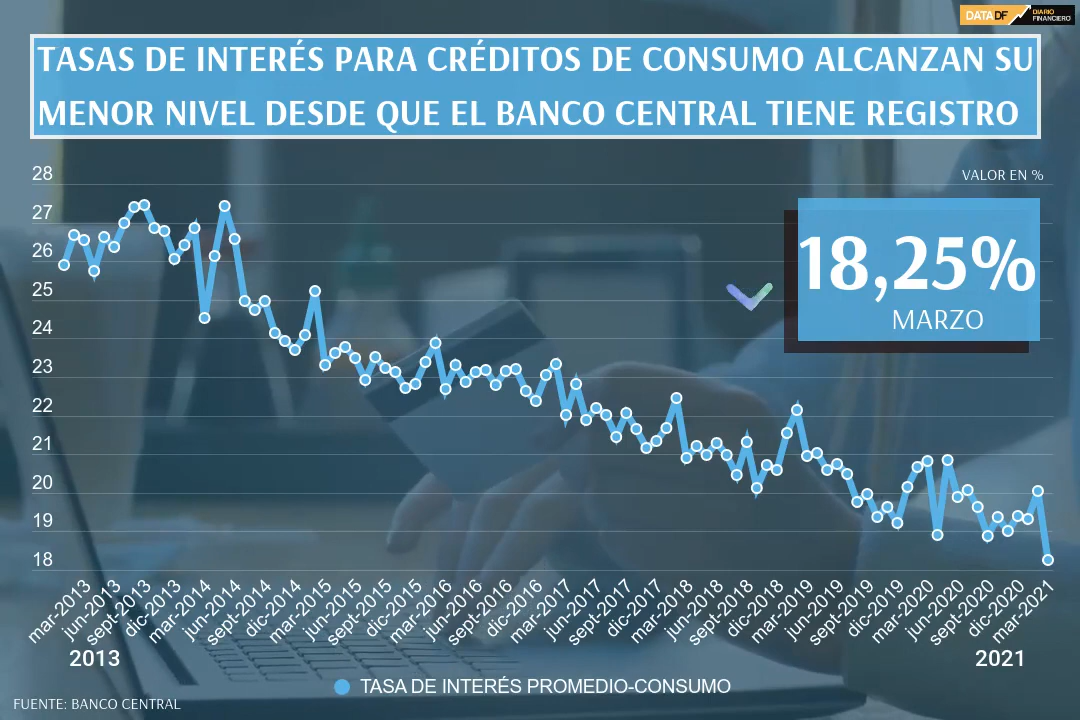 DATA DF DIARIO
FINANCIERO
TASAS DE INTERÉS PARA CRÉDITOS DE CONSUMO ALCANZAN SU
MENOR NIVEL DESDE QUE EL BANCO CENTRAL TIENE REGISTRO
VALOR EN %
18,25%
MARZO
28
27
26
25
24
23
22
21
20
19
18
mar-2013
jun-2013
sept-2013
dic-2013
mar-2014
jun-2014
sept-2014
dic-2014
mar-2015
jun-2015
sept-2015
dic-2015
mar-2016
jun-2016
sept-2016
dic-2016
mar-2017
jun-2017
sept-2017
dic-2017
mar-2018
jun-2018
sept-2018
dic-2018
mar-2019
jun-2019
sept-2019
dic-2019
mar-2020
jun-2020
sept-2020
dic-2020
mar-2021
2013
2021
TASA DE INTERÉS PROMEDIO-CONSUMO
FUENTE: BANCO CENTRAL